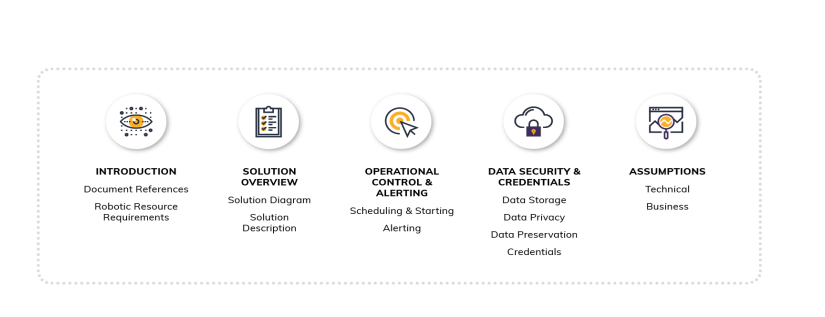 INTRODUCTION
Document References
Robotic Resource
Requirements
SOLUTION
OVERVIEW
Solution Diagram
Solution
Description
OPERATIONAL
CONTROL &
ALERTING
Scheduling & Starting
Alerting
DATA SECURITY &
CREDENTIALS
Data Storage
Data Privacy
Data Preservation
Credentials
ASSUMPTIONS
Technical
Business